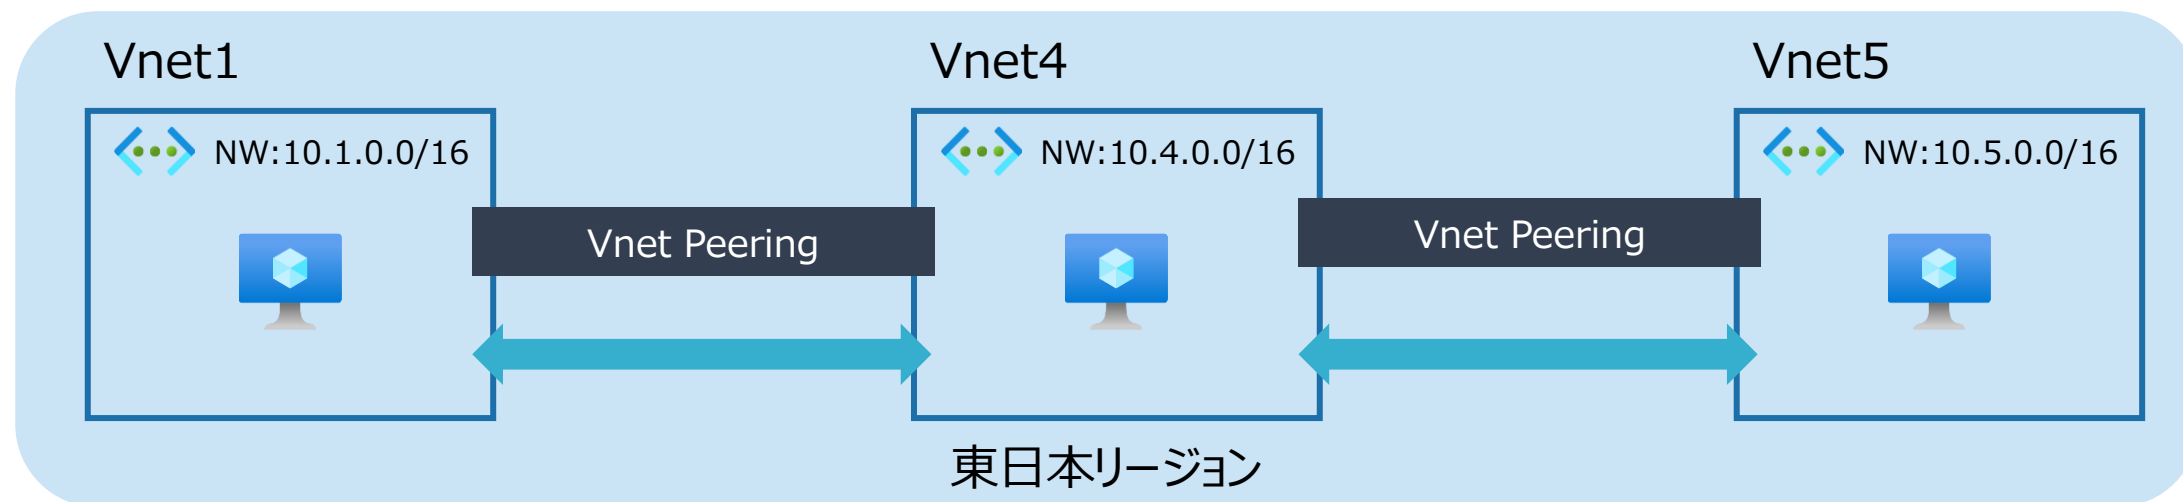 Vnet1
Vnet4
Vnet5
NW:10.1.0.0/16
NW:10.4.0.0/16
NW:10.5.0.0/16
Vnet Peering
Vnet Peering
東日本リージョン